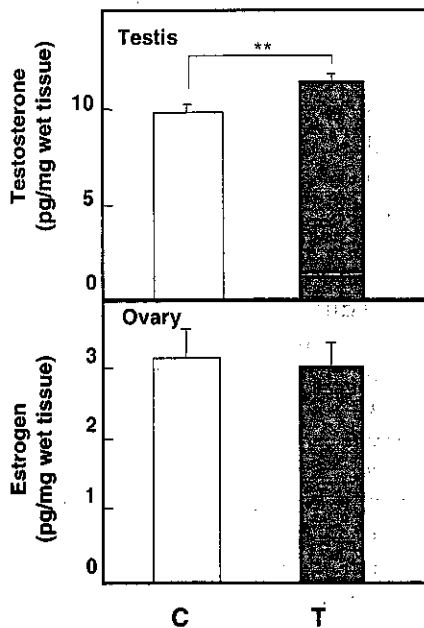 Testis
**
Testosterone
(pg/mg wet tissue)
10
5
0
Ovary
Estrogen
(pg/mg wet tissue)
3
2
1
0
C T